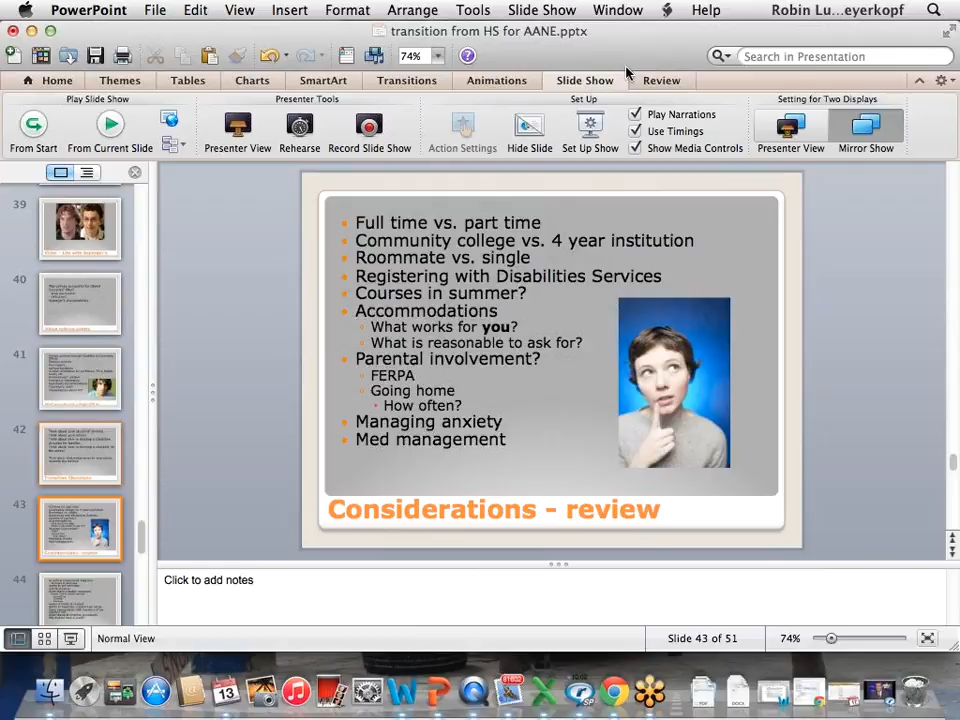 PowerPoint File Edit View Insert Format Arrange Tools Slide Show Window Help Robin Lu...eyerkopf
transition from HS for AANE.pptx
74% Search in Presentation
Home Themes Tables Charts SmartArt Transitions Animations Slide Show Review
Play Slide Show Presenter Tools Set Up Setting for Two Displays
From Start From Current Slide Presenter View Rehearse Record Slide Show Action Settings Hide Slide Set Up Show Play Narrations Use Timings Show Media Controls Presenter View Mirror Show
39
40
41
42
43
44
Full time vs. part time
Community college vs. 4 year institution
Roommate vs. single
Registering with Disabilities Services
Courses in summer?
Accommodations
What works for you?
What is reasonable to ask for?
Parental involvement?
FERPA
Going home
How often?
Managing anxiety
Med management
Considerations - review
Click to add notes
Normal View Slide 43 of 51 74%